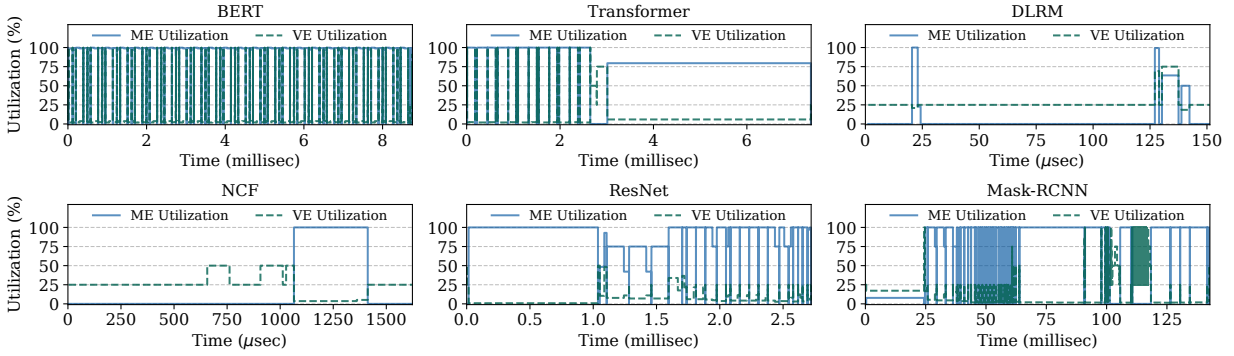 BERT
Utilization (%)
ME Utilization VE Utilization
100
75
50
25
0
0 2 4 6 8
Time (millisec)
Transformer
ME Utilization VE Utilization
100
75
50
25
0
0 2 4 6
Time (millisec)
DLRM
ME Utilization VE Utilization
100
75
50
25
0
0 25 50 75 100 125 150
Time (μsec)
NCF
Utilization (%)
ME Utilization VE Utilization
100
75
50
25
0
0 250 500 750 1000 1250 1500
Time (μsec)
ResNet
ME Utilization VE Utilization
100
75
50
25
0
0.0 0.5 1.0 1.5 2.0 2.5
Time (millisec)
Mask-RCNN
ME Utilization VE Utilization
100
75
50
25
0
0 25 50 75 100 125
Time (millisec)